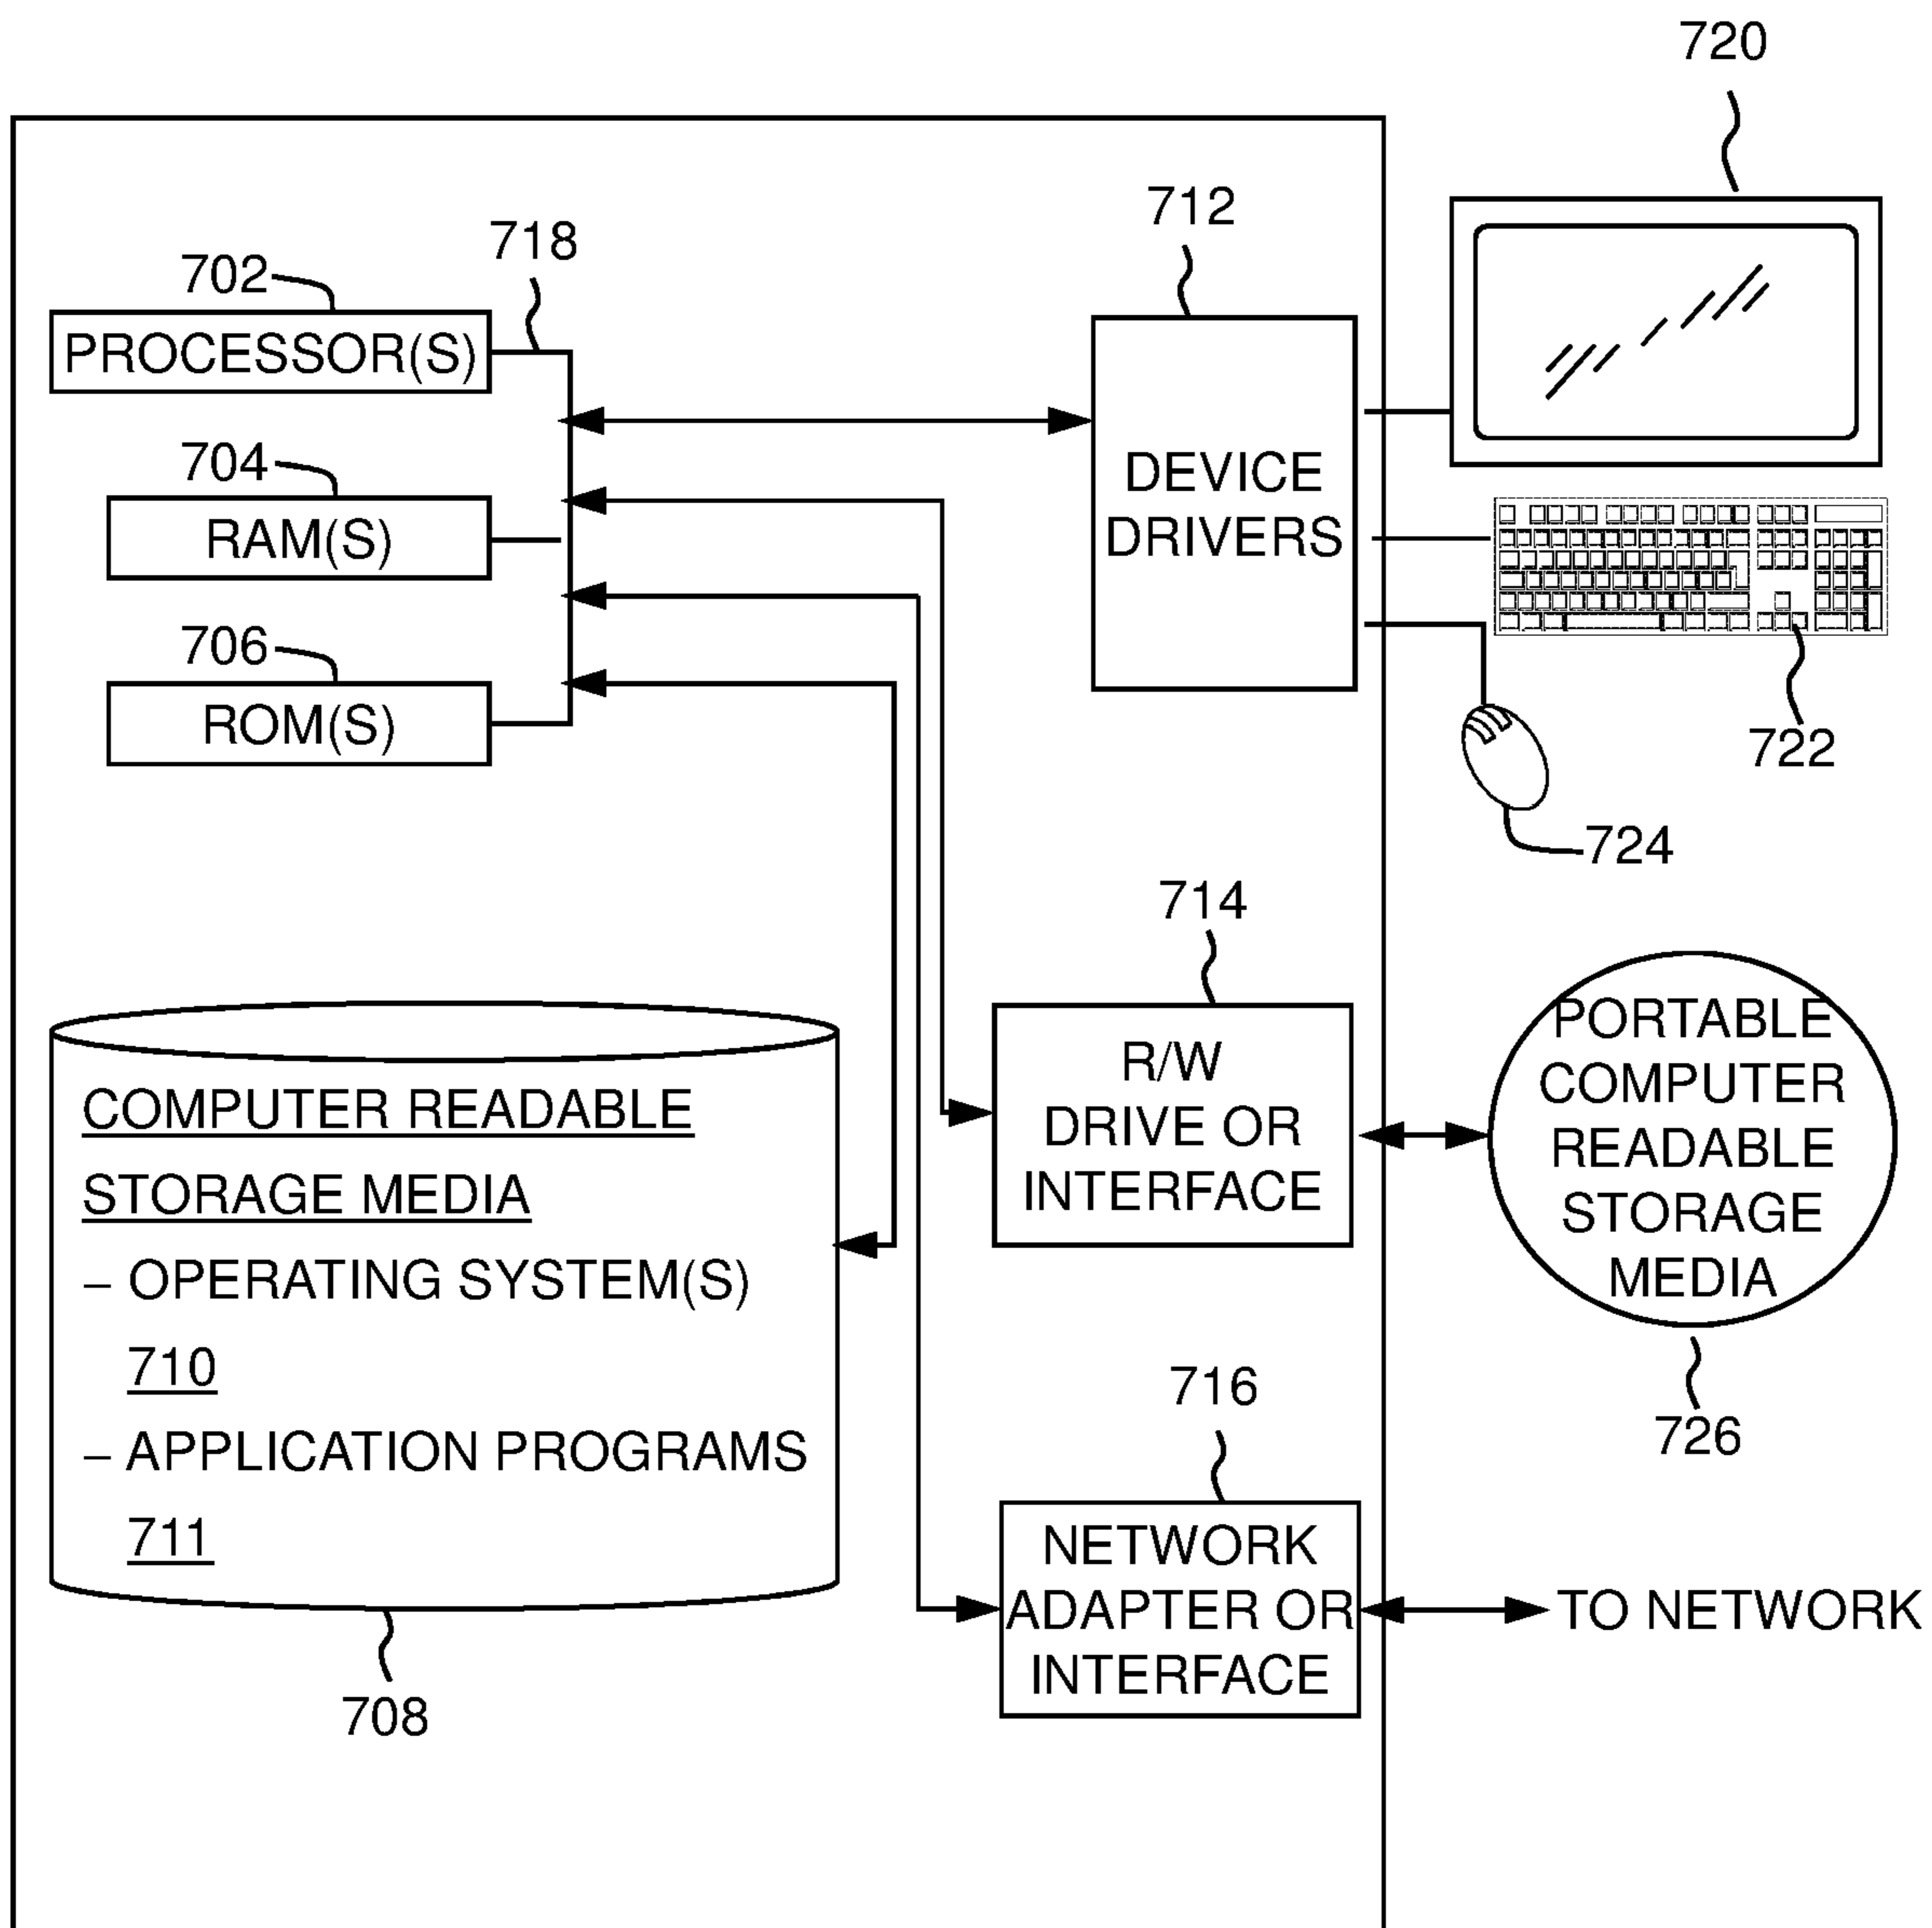 720
712
718
702
PROCESSOR(S)
704
RAM(S)
706
ROM(S)
DEVICE
DRIVERS
722
724
714
R/W
DRIVE OR
INTERFACE
PORTABLE
COMPUTER
READABLE
STORAGE
MEDIA
726
COMPUTER READABLE
STORAGE MEDIA
– OPERATING SYSTEM(S)
710
– APPLICATION PROGRAMS
711
708
716
NETWORK
ADAPTER OR
INTERFACE
TO NETWORK